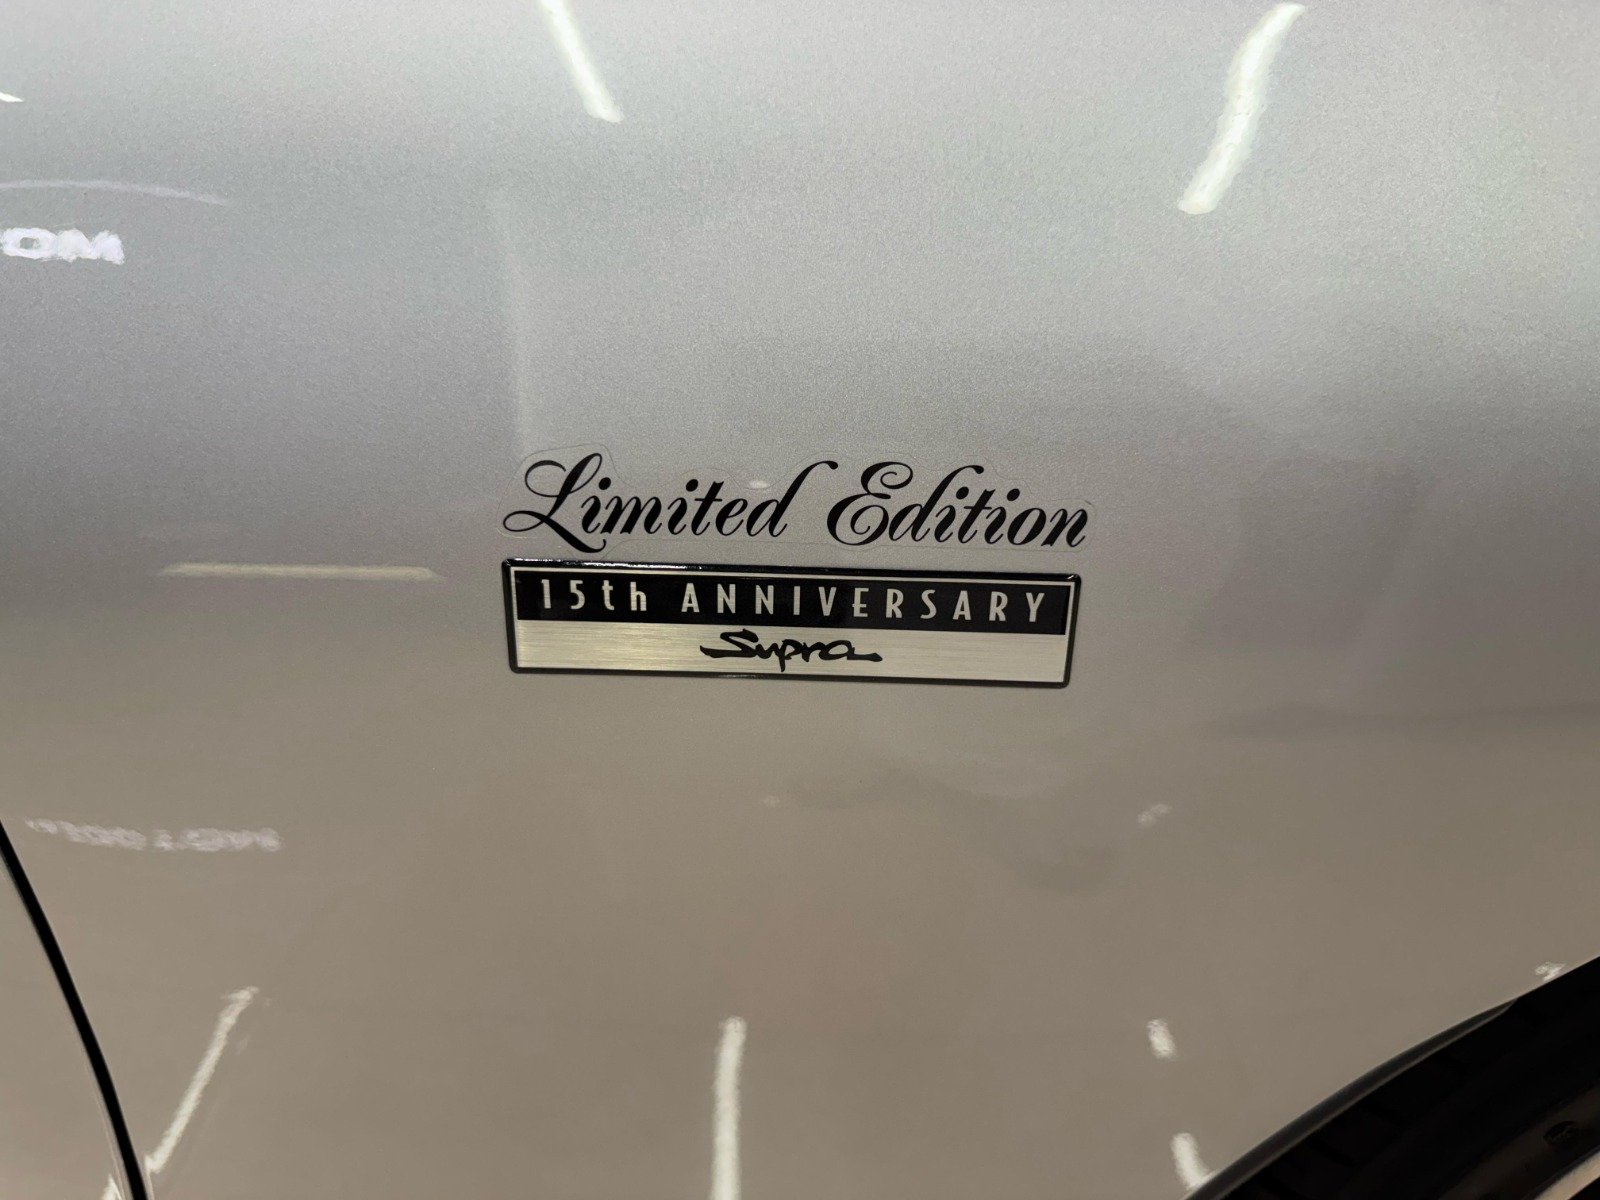 Limited Edition
15th ANNIVERSARY
Supra